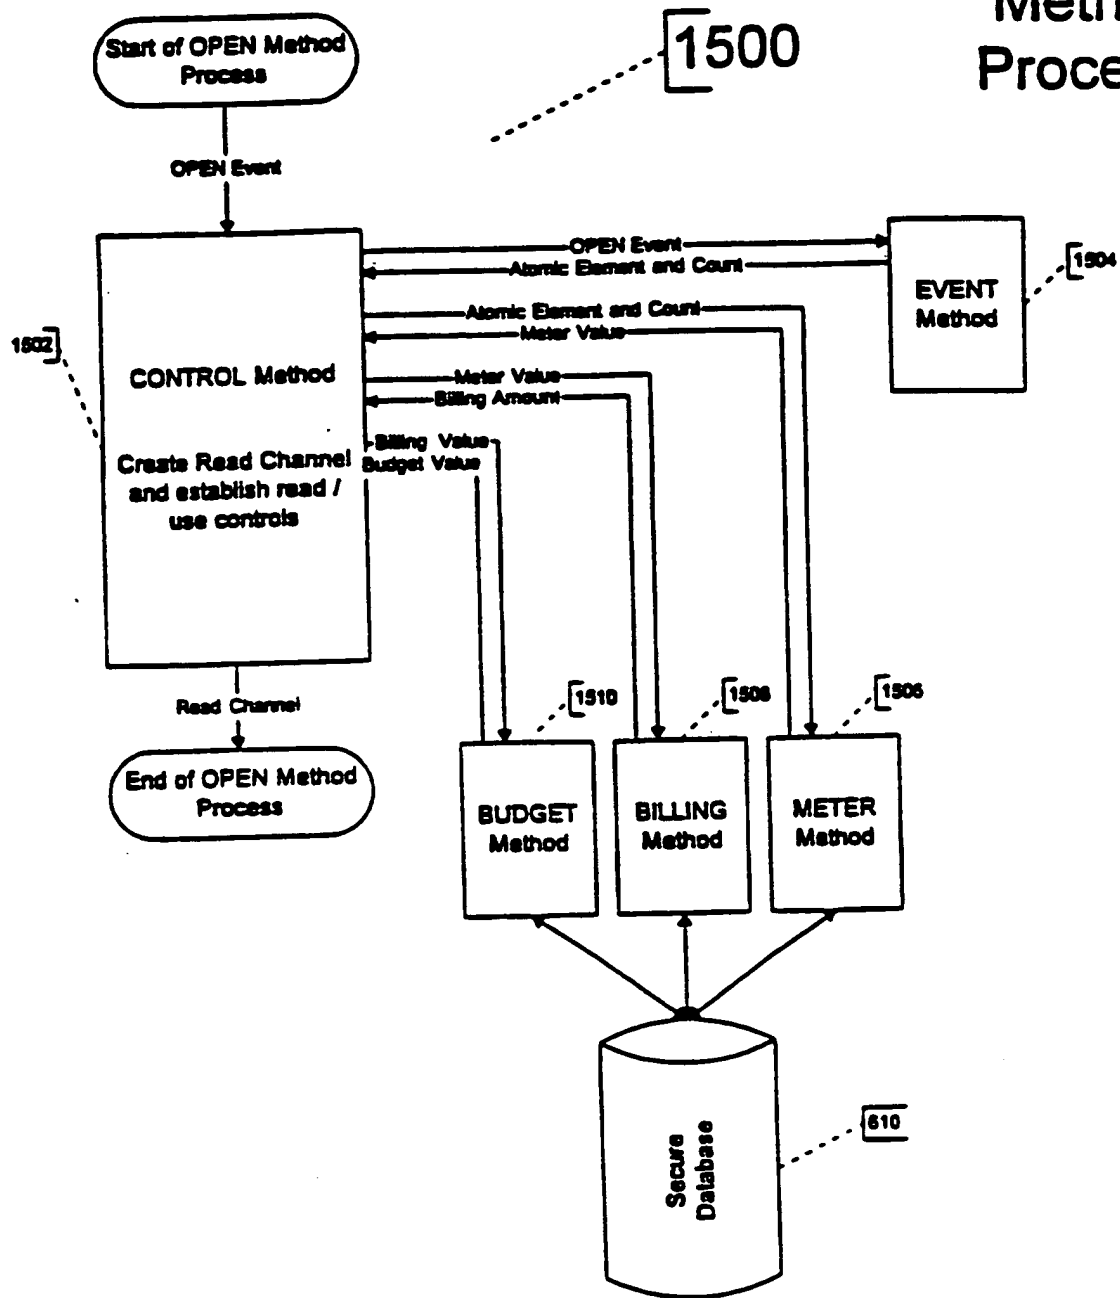 Meth
Proce
1500
Start of OPEN Method
Process
OPEN Event
OPEN Event
Atomic Element and Count
EVENT
Method
1504
Atomic Element and Count
Meter Value
1502
CONTROL Method
Create Read Channel
and establish read /
use controls
Meter Value
Billing Amount
Billing Value
Budget Value
Read Channel
End of OPEN Method
Process
1510
1508
1506
BUDGET
Method
BILLING
Method
METER
Method
Secure
Database
610